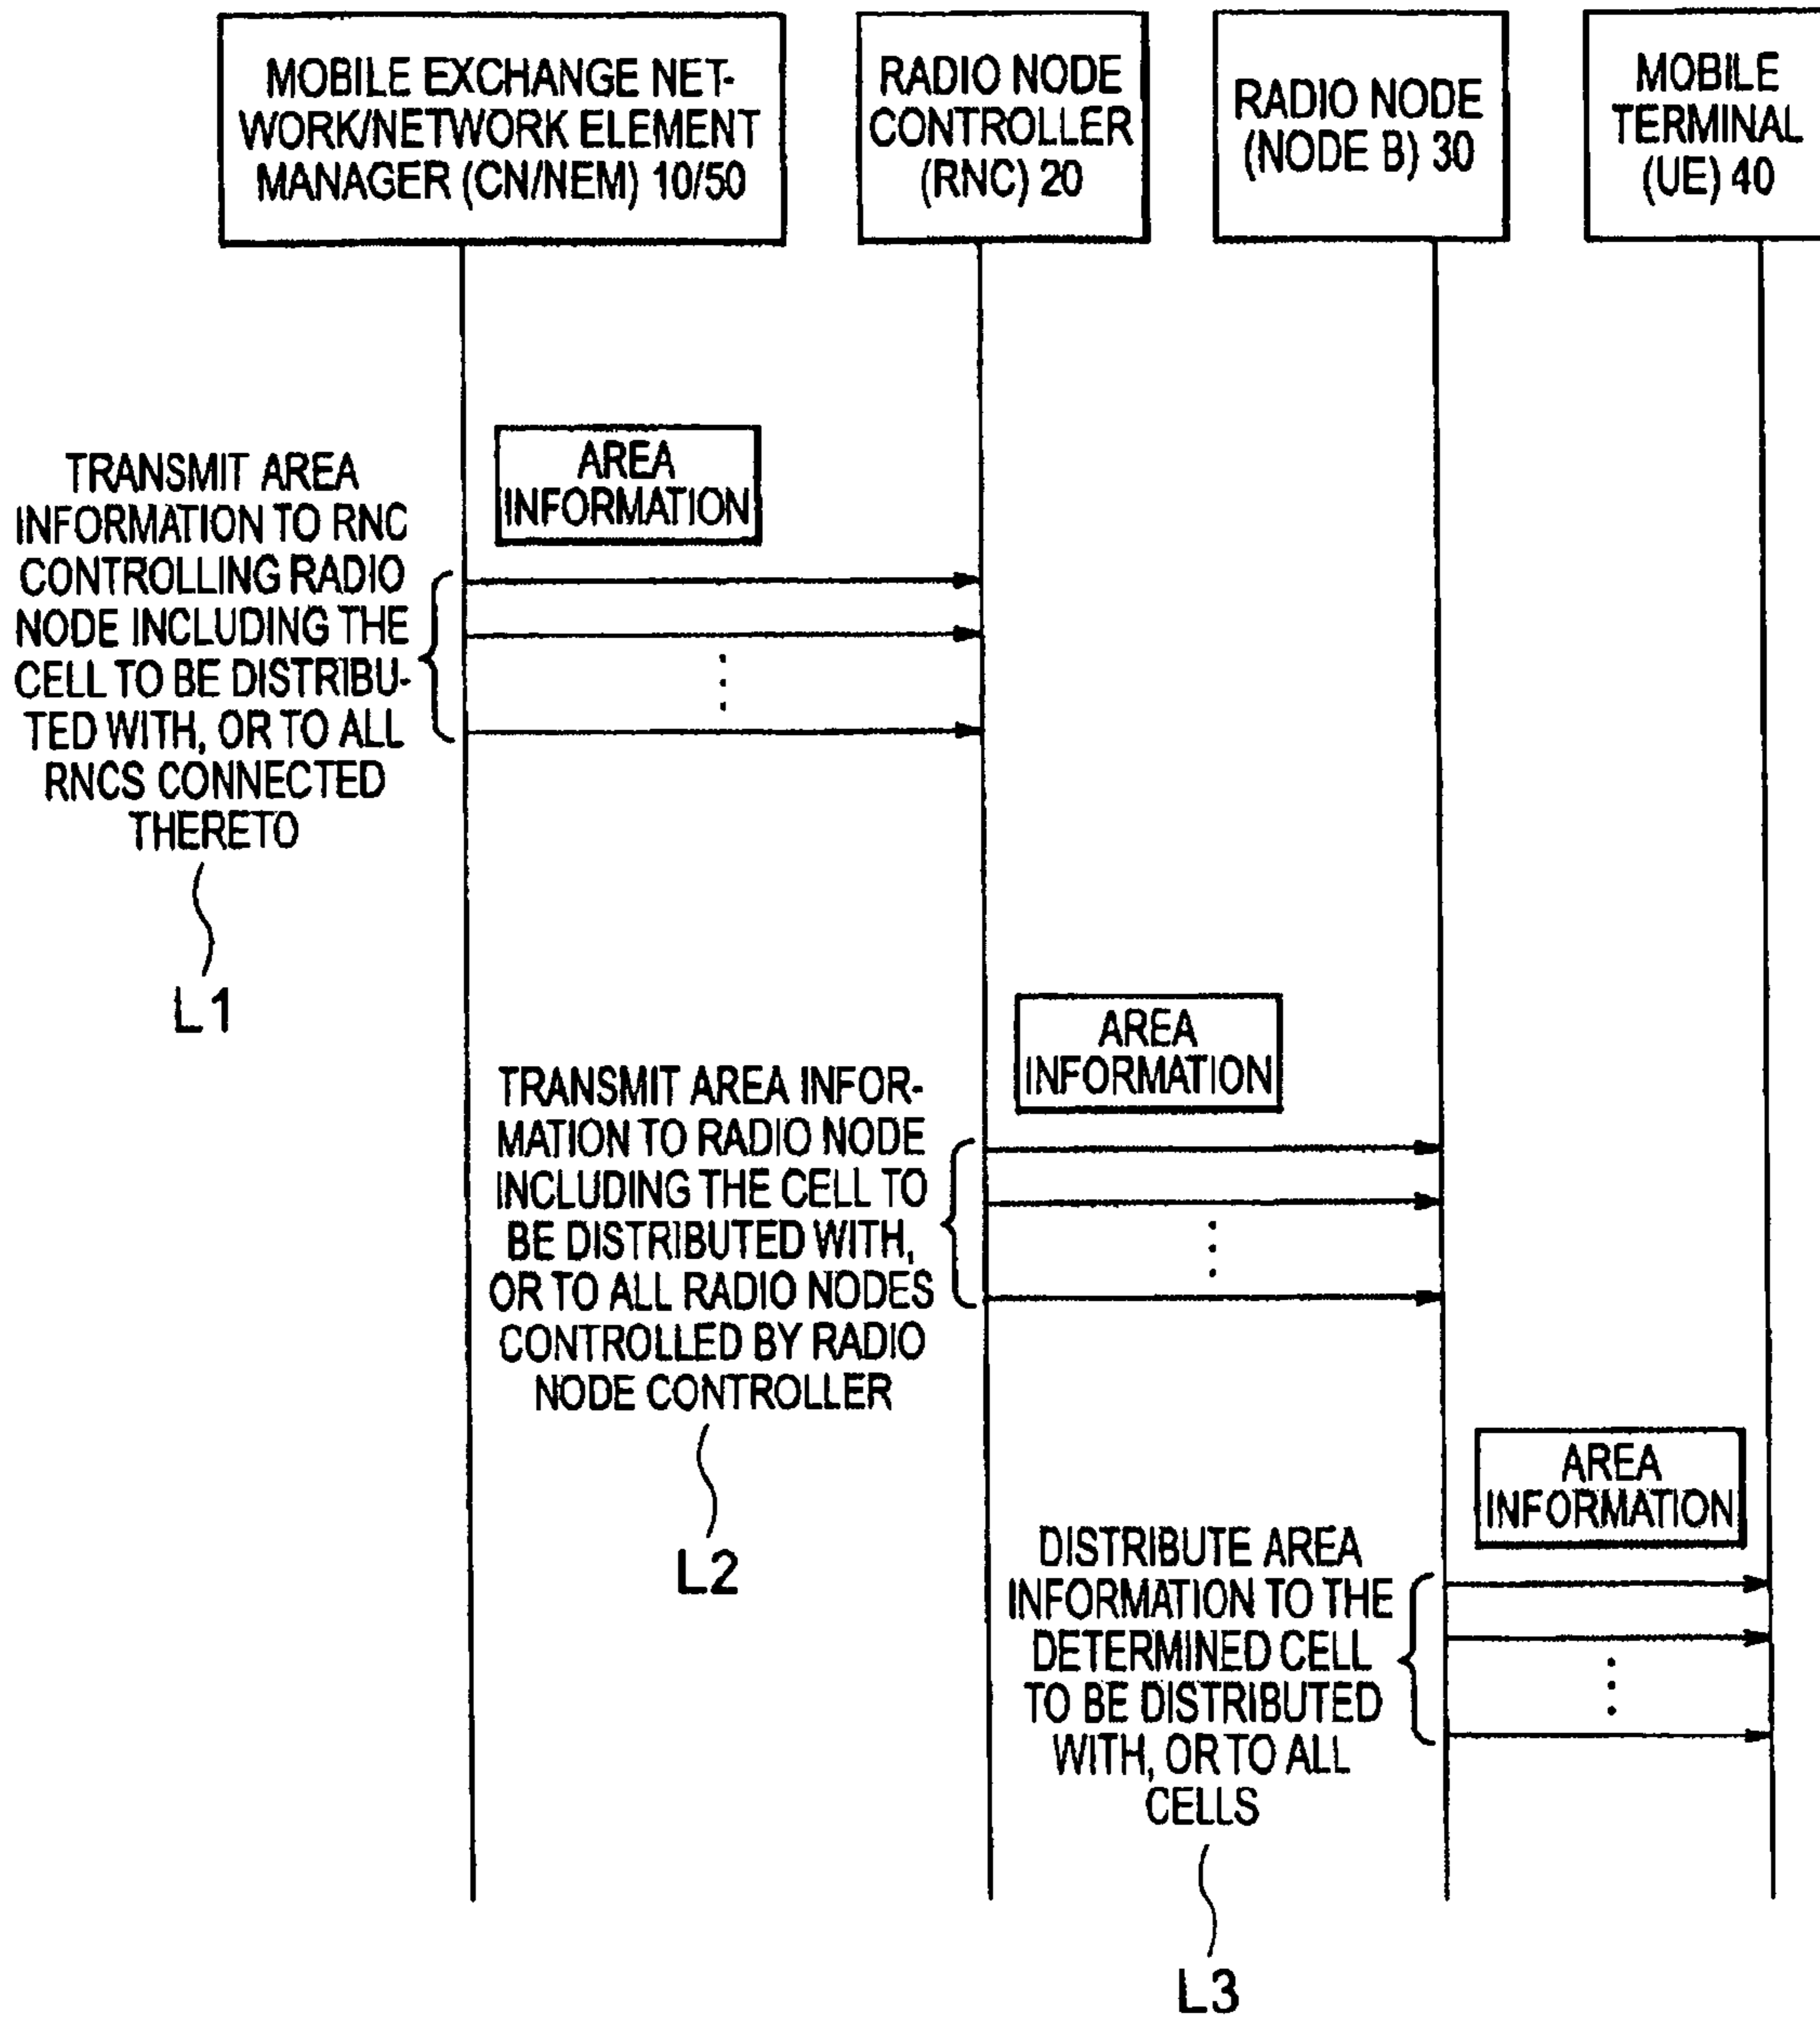 MOBILE EXCHANGE NET-
WORK/NETWORK ELEMENT
MANAGER (CN/NEM) 10/50
RADIO NODE
CONTROLLER
(RNC) 20
RADIO NODE
(NODE B) 30
MOBILE
TERMINAL
(UE) 40
AREA
INFORMATION
TRANSMIT AREA
INFORMATION TO RNC
CONTROLLING RADIO
NODE INCLUDING THE
CELL TO BE DISTRIBU-
TED WITH, OR TO ALL
RNCS CONNECTED
THERETO
L1
AREA
INFORMATION
TRANSMIT AREA INFOR-
MATION TO RADIO NODE
INCLUDING THE CELL TO
BE DISTRIBUTED WITH,
OR TO ALL RADIO NODES
CONTROLLED BY RADIO
NODE CONTROLLER
L2
AREA
INFORMATION
DISTRIBUTE AREA
INFORMATION TO THE
DETERMINED CELL
TO BE DISTRIBUTED
WITH, OR TO ALL
CELLS
L3